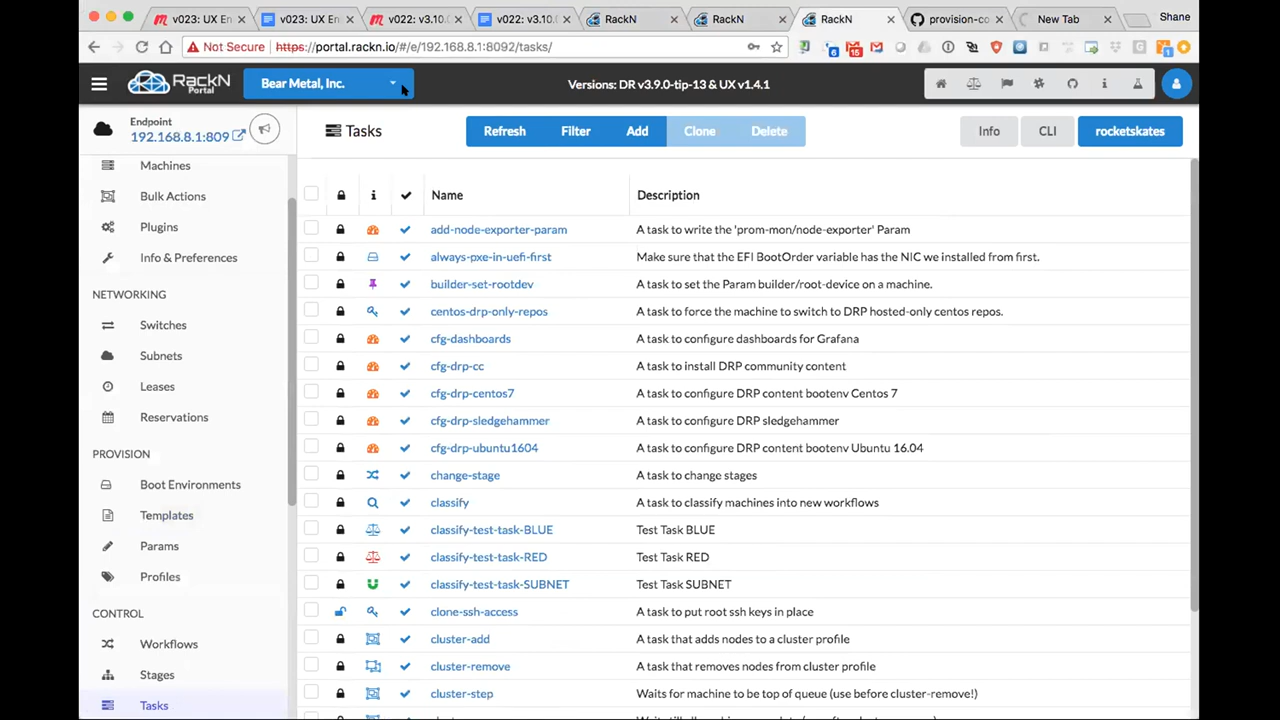 v023: UX En
v023: UX En
v022: v3.10.
v022: v3.10.
RackN
RackN
RackN
provision-co
New Tab
Shane
Not Secure https://portal.rackn.io/#/e/192.168.8.1:8092/tasks/
6
15
1
RackN
Portal
Bear Metal, Inc.
Versions: DR v3.9.0-tip-13 & UX v1.4.1
Endpoint
192.168.8.1:809
Tasks
Refresh
Filter
Add
Clone
Delete
Info
CLI
rocketskates
Machines
Bulk Actions
Plugins
Info & Preferences
NETWORKING
Switches
Subnets
Leases
Reservations
PROVISION
Boot Environments
Templates
Params
Profiles
CONTROL
Workflows
Stages
Tasks
Name Description
add-node-exporter-param A task to write the 'prom-mon/node-exporter' Param
always-pxe-in-uefi-first Make sure that the EFI BootOrder variable has the NIC we installed from first.
builder-set-rootdev A task to set the Param builder/root-device on a machine.
centos-drp-only-repos A task to force the machine to switch to DRP hosted-only centos repos.
cfg-dashboards A task to configure dashboards for Grafana
cfg-drp-cc A task to install DRP community content
cfg-drp-centos7 A task to configure DRP content bootenv Centos 7
cfg-drp-sledgehammer A task to configure DRP sledgehammer
cfg-drp-ubuntu1604 A task to configure DRP content bootenv Ubuntu 16.04
change-stage A task to change stages
classify A task to classify machines into new workflows
classify-test-task-BLUE Test Task BLUE
classify-test-task-RED Test Task RED
classify-test-task-SUBNET Test Task SUBNET
clone-ssh-access A task to put root ssh keys in place
cluster-add A task that adds nodes to a cluster profile
cluster-remove A task that removes nodes from cluster profile
cluster-step Waits for machine to be top of queue (use before cluster-remove!)